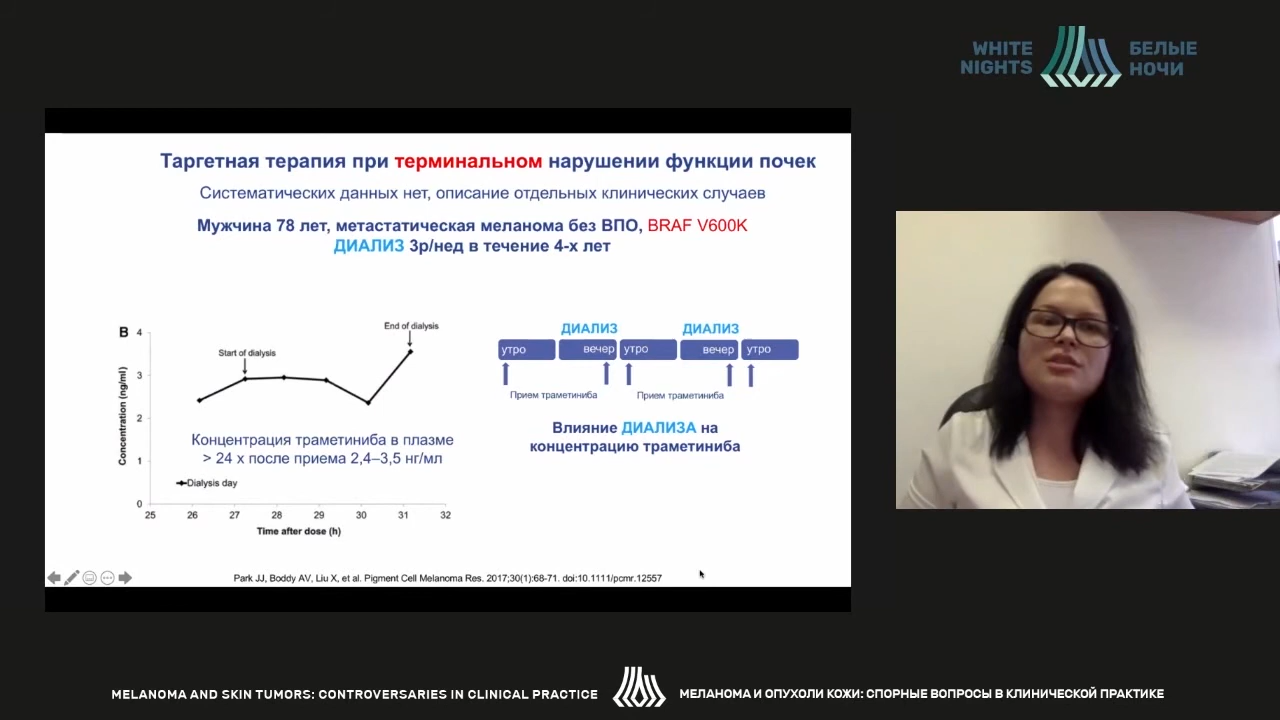 WHITE
NIGHTS
БЕЛЫЕ
НОЧИ
Таргетная терапия при терминальном нарушении функции почек
Систематических данных нет, описание отдельных клинических случаев
Мужчина 78 лет, метастатическая меланома без ВПО, BRAF V600K
ДИАЛИЗ 3р/нед в течение 4-х лет
B
4
3
2
1
0
Concentration (ng/ml)
Start of dialysis
End of dialysis
Концентрация траметиниба в плазме
> 24 х после приема 2,4–3,5 нг/мл
Dialysis day
25 26 27 28 29 30 31 32
Time after dose (h)
ДИАЛИЗ ДИАЛИЗ
утро вечер утро вечер утро
Прием траметиниба Прием траметиниба
Влияние ДИАЛИЗА на
концентрацию траметиниба
Park JJ, Boddy AV, Liu X, et al. Pigment Cell Melanoma Res. 2017;30(1):68-71. doi:10.1111/pcmr.12557
MELANOMA AND SKIN TUMORS: CONTROVERSARIES IN CLINICAL PRACTICE
МЕЛАНОМА И ОПУХОЛИ КОЖИ: СПОРНЫЕ ВОПРОСЫ В КЛИНИЧЕСКОЙ ПРАКТИКЕ